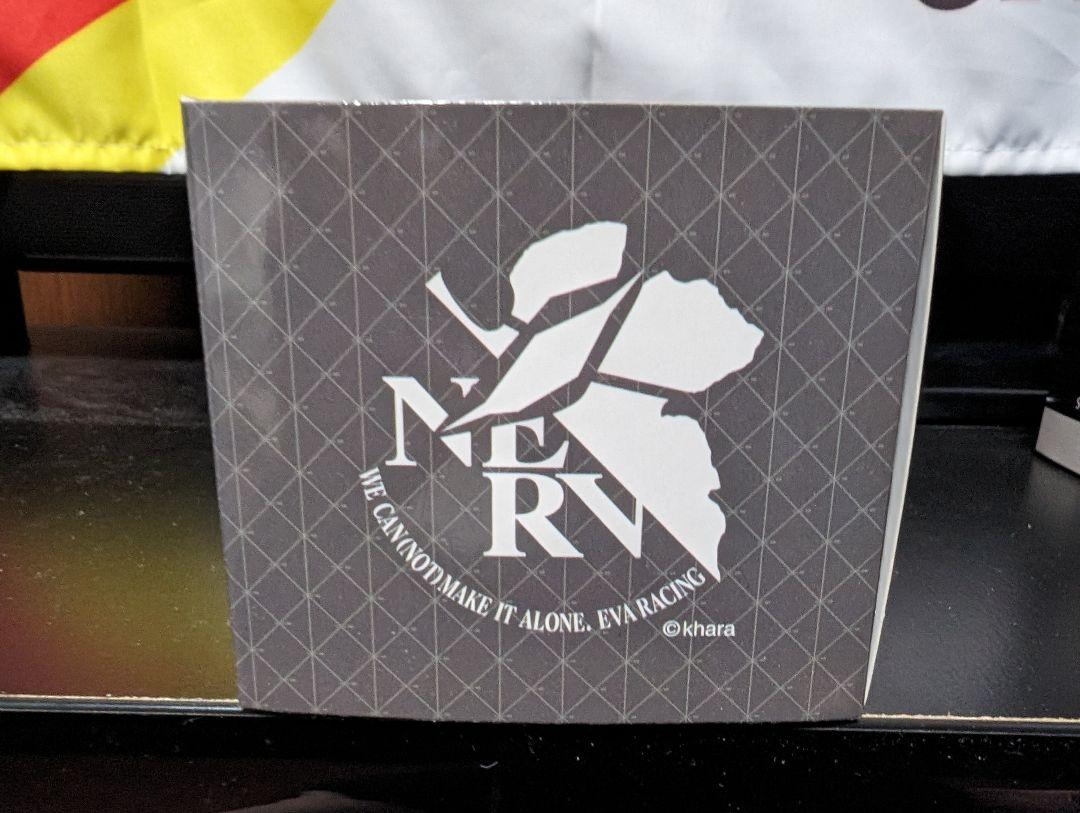 NERV
WE CAN(NOT) MAKE IT ALONE. EVA RACING
©khara